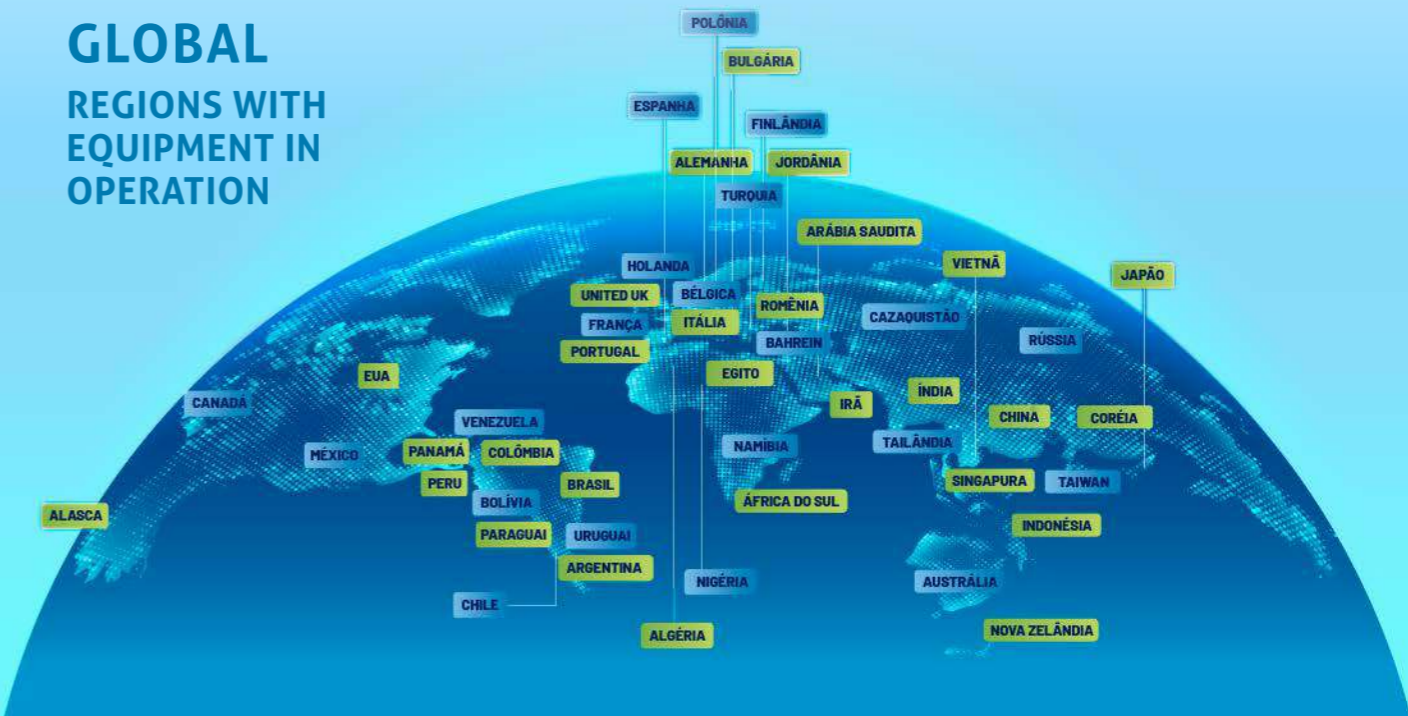 GLOBAL
REGIONS WITH
EQUIPMENT IN
OPERATION
POLÔNIA
BULGÁRIA
ESPANHA
FINLÂNDIA
ALEMANHA
JORDÂNIA
TURQUIA
ARÁBIA SAUDITA
HOLANDA
VIETNÃ
JAPÃO
UNITED UK
BÉLGICA
ROMÊNIA
FRANÇA
ITÁLIA
CAZAQUISTÃO
PORTUGAL
BAHREIN
RÚSSIA
EUA
EGITO
CANADÁ
IRÃ
ÍNDIA
VENEZUELA
CHINA
CORÉIA
MÉXICO
PANAMÁ
COLÔMBIA
NAMÍBIA
TAILÂNDIA
PERU
BRASIL
SINGAPURA
TAIWAN
BOLÍVIA
ÁFRICA DO SUL
ALASCA
PARAGUAI
URUGUAI
INDONÉSIA
ARGENTINA
NIGÉRIA
AUSTRÁLIA
CHILE
ALGÉRIA
NOVA ZELÂNDIA